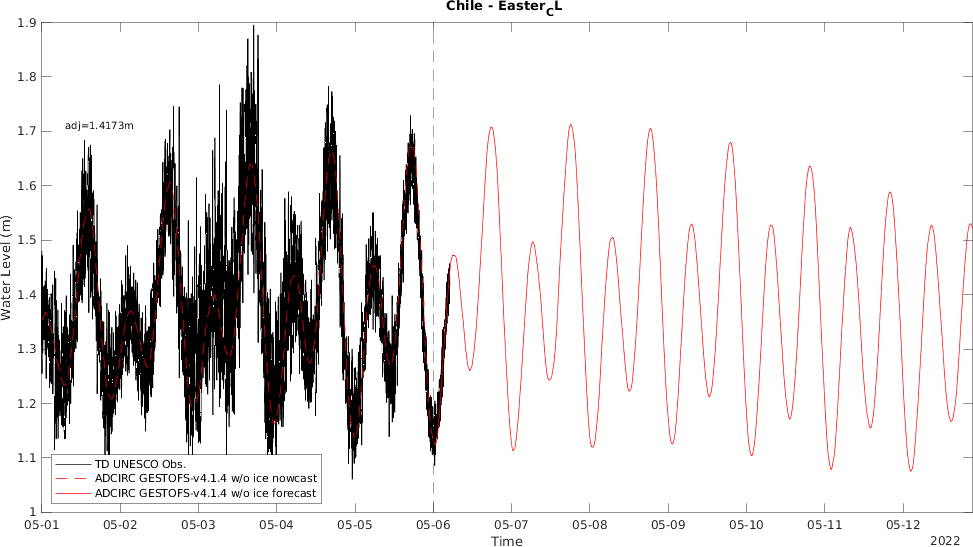 Chile - Easter_CL
1.9
1.8
1.7
1.6
1.5
1.4
1.3
1.2
1.1
1
Water Level (m)
adj=1.4173m
TD UNESCO Obs.
ADCIRC GESTOFS-v4.1.4 w/o ice nowcast
ADCIRC GESTOFS-v4.1.4 w/o ice forecast
05-01 05-02 05-03 05-04 05-05 05-06 05-07 05-08 05-09 05-10 05-11 05-12
Time
2022